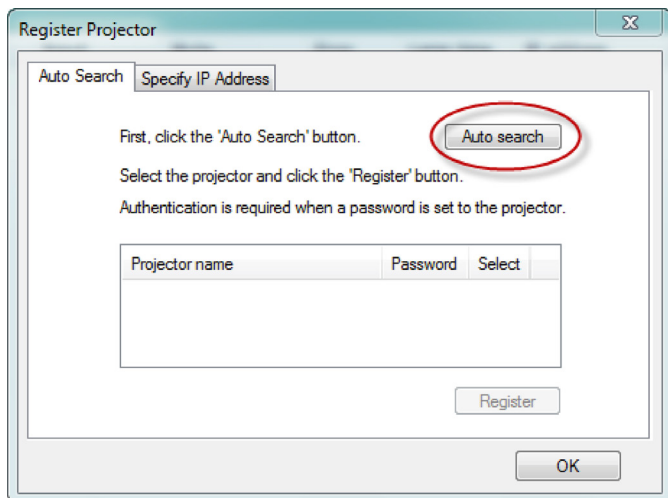 Register Projector
Auto Search
Specify IP Address
First, click the 'Auto Search' button.
Auto search
Select the projector and click the 'Register' button.
Authentication is required when a password is set to the projector.
Projector name Password Select
Register
OK